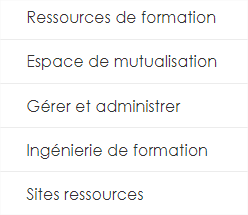 Ressources de formation
Espace de mutualisation
Gérer et administrer
Ingénierie de formation
Sites ressources